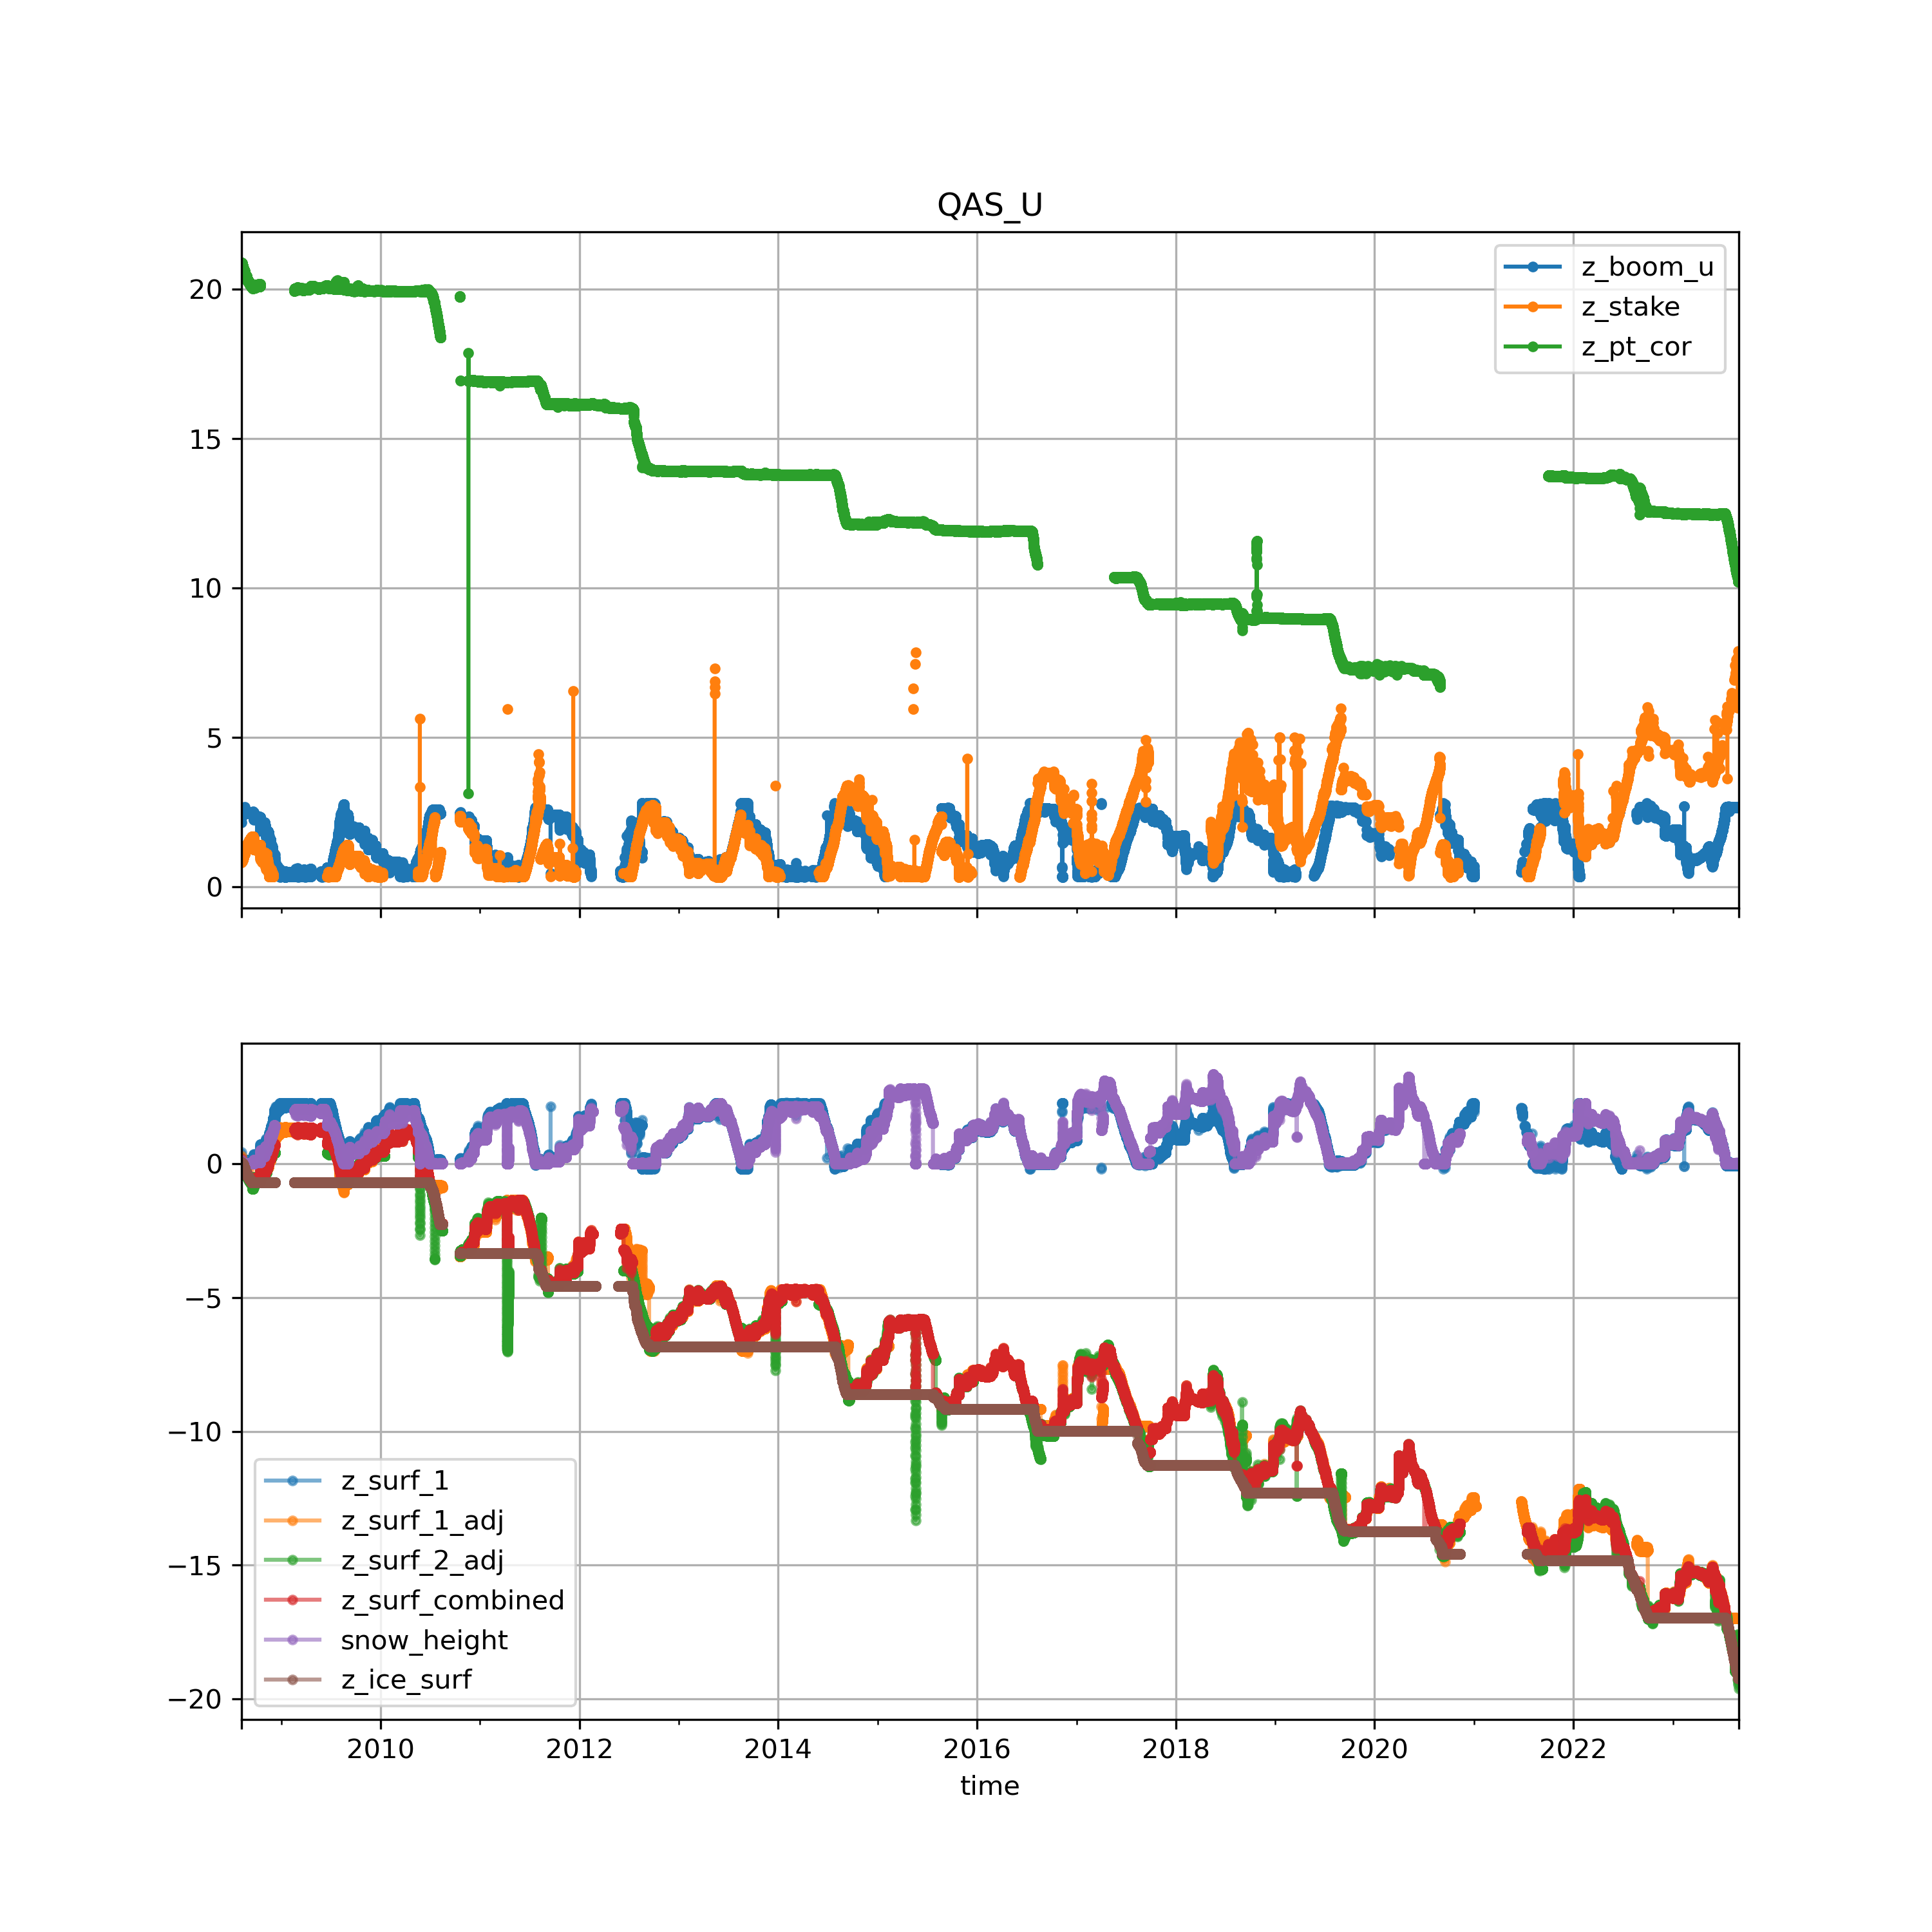 QAS_U
20
15
10
5
0
z_boom_u
z_stake
z_pt_cor
0
−5
−10
−15
−20
z_surf_1
z_surf_1_adj
z_surf_2_adj
z_surf_combined
snow_height
z_ice_surf
2010 2012 2014 2016 2018 2020 2022
time